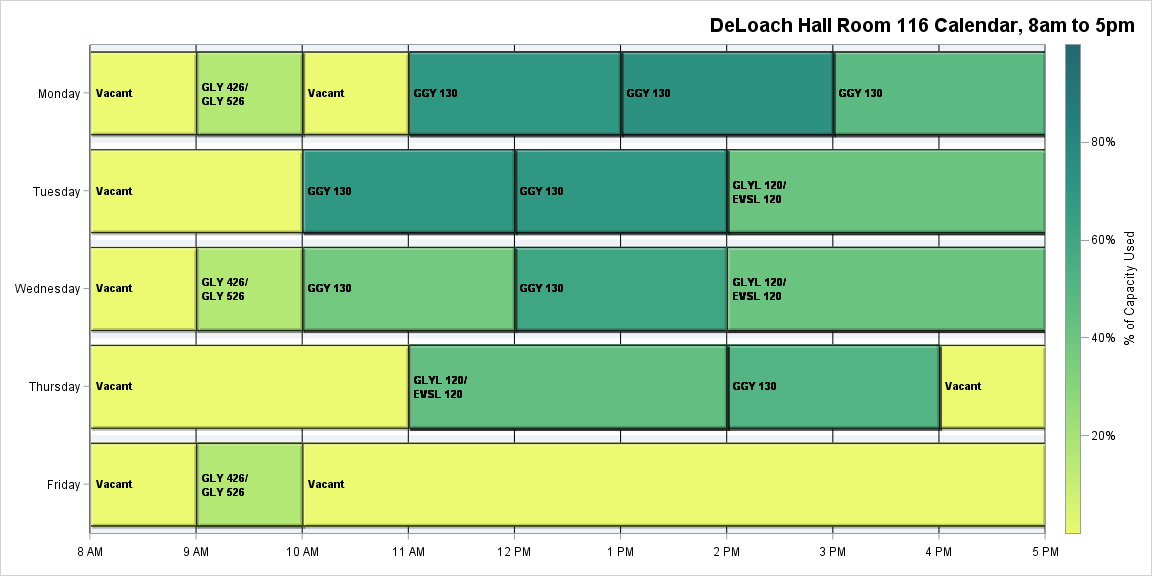 DeLoach Hall Room 116 Calendar, 8am to 5pm
Monday
Vacant
GLY 426/
GLY 526
Vacant
GGY 130
GGY 130
GGY 130
Tuesday
Vacant
GGY 130
GGY 130
GLYL 120/
EVSL 120
Wednesday
Vacant
GLY 426/
GLY 526
GGY 130
GGY 130
GLYL 120/
EVSL 120
Thursday
Vacant
GLYL 120/
EVSL 120
GGY 130
Vacant
Friday
Vacant
GLY 426/
GLY 526
Vacant
8 AM
9 AM
10 AM
11 AM
12 PM
1 PM
2 PM
3 PM
4 PM
5 PM
80%
60%
40%
20%
% of Capacity Used